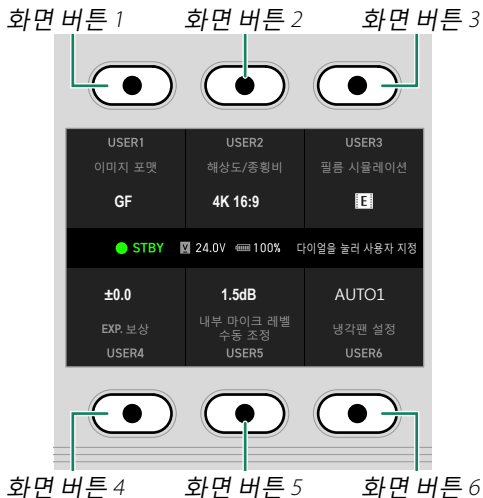 화면 버튼 1 화면 버튼 2 화면 버튼 3
USER1 USER2 USER3
이미지 포맷 해상도/종횡비 필름 시뮬레이션
GF 4K 16:9 E
STBY V 24.0V 100% 다이얼을 눌러 사용자 지정
±0.0 1.5dB AUTO1
EXP. 보상 내부 마이크 레벨 냉각팬 설정
수동 조정
USER4 USER5 USER6
화면 버튼 4 화면 버튼 5 화면 버튼 6